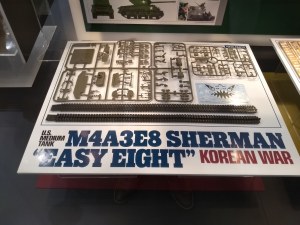 U.S.
MEDIUM
TANK
M4A3E8 SHERMAN
"EASY EIGHT" KOREAN WAR